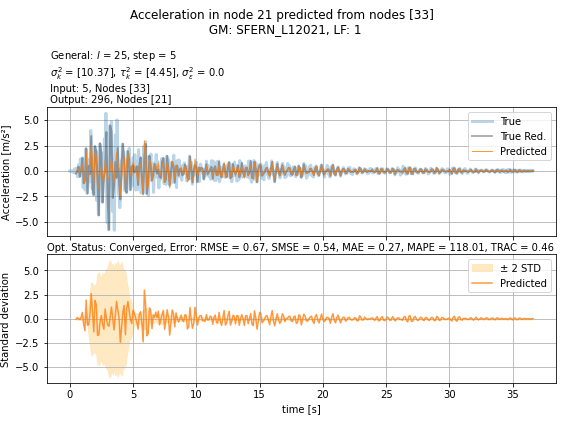 Acceleration in node 21 predicted from nodes [33]
GM: SFERN_L12021, LF: 1
General: l = 25, step = 5
σ²ₖ = [10.37], τ²ₖ = [4.45], σ²ₑ = 0.0
Input: 5, Nodes [33]
Output: 296, Nodes [21]
Acceleration [m/s²]
5.0
2.5
0.0
−2.5
−5.0
True
True Red.
Predicted
Opt. Status: Converged, Error: RMSE = 0.67, SMSE = 0.54, MAE = 0.27, MAPE = 118.01, TRAC = 0.46
Standard deviation
5.0
2.5
0.0
−2.5
−5.0
± 2 STD
Predicted
0 5 10 15 20 25 30 35
time [s]